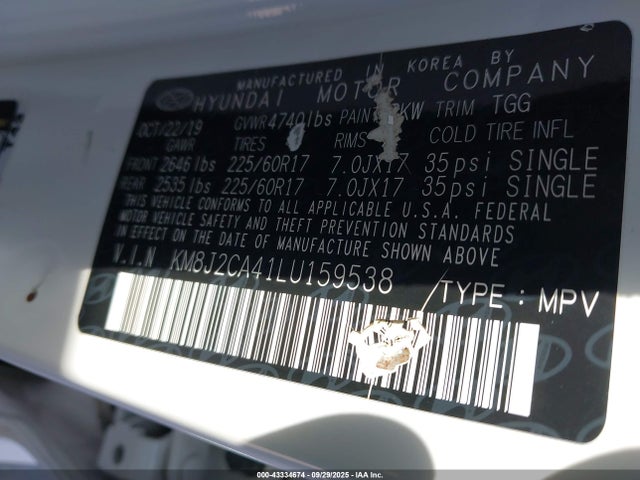 MANUFACTURED IN KOREA BY
HYUNDAI MOTOR COMPANY
OCT/22/19 GVWR 4740lbs PAINT TRIM TGG
GAWR TIRES RIMS COLD TIRE INFL
FRONT 2646lbs 225/60R17 7.0JX17 35psi SINGLE
REAR 2535lbs 225/60R17 7.0JX17 35psi SINGLE
THIS VEHICLE CONFORMS TO ALL APPLICABLE U.S.A. FEDERAL
MOTOR VEHICLE SAFETY AND THEFT PREVENTION STANDARDS
IN EFFECT ON THE DATE OF MANUFACTURE SHOWN ABOVE
V.I.N KM8J2CA41LU159538
TYPE : MPV
000-43334674 - 09/29/2025 - IAA Inc.